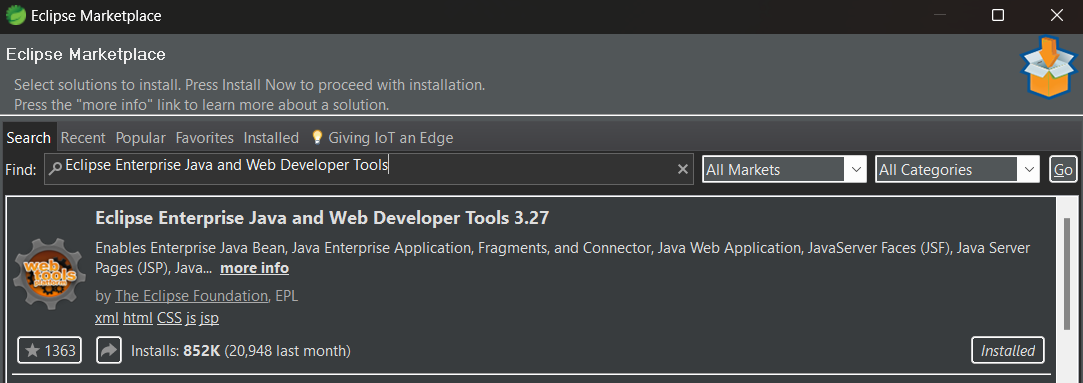 Eclipse Marketplace
Eclipse Marketplace
Select solutions to install. Press Install Now to proceed with installation.
Press the "more info" link to learn more about a solution.
Search Recent Popular Favorites Installed Giving IoT an Edge
Find: Eclipse Enterprise Java and Web Developer Tools All Markets All Categories Go
Eclipse Enterprise Java and Web Developer Tools 3.27
Enables Enterprise Java Bean, Java Enterprise Application, Fragments, and Connector, Java Web Application, JavaServer Faces (JSF), Java Server
Pages (JSP), Java... more info
web
tools
platform
by The Eclipse Foundation, EPL
xml html CSS js jsp
1363 Installs: 852K (20,948 last month) Installed